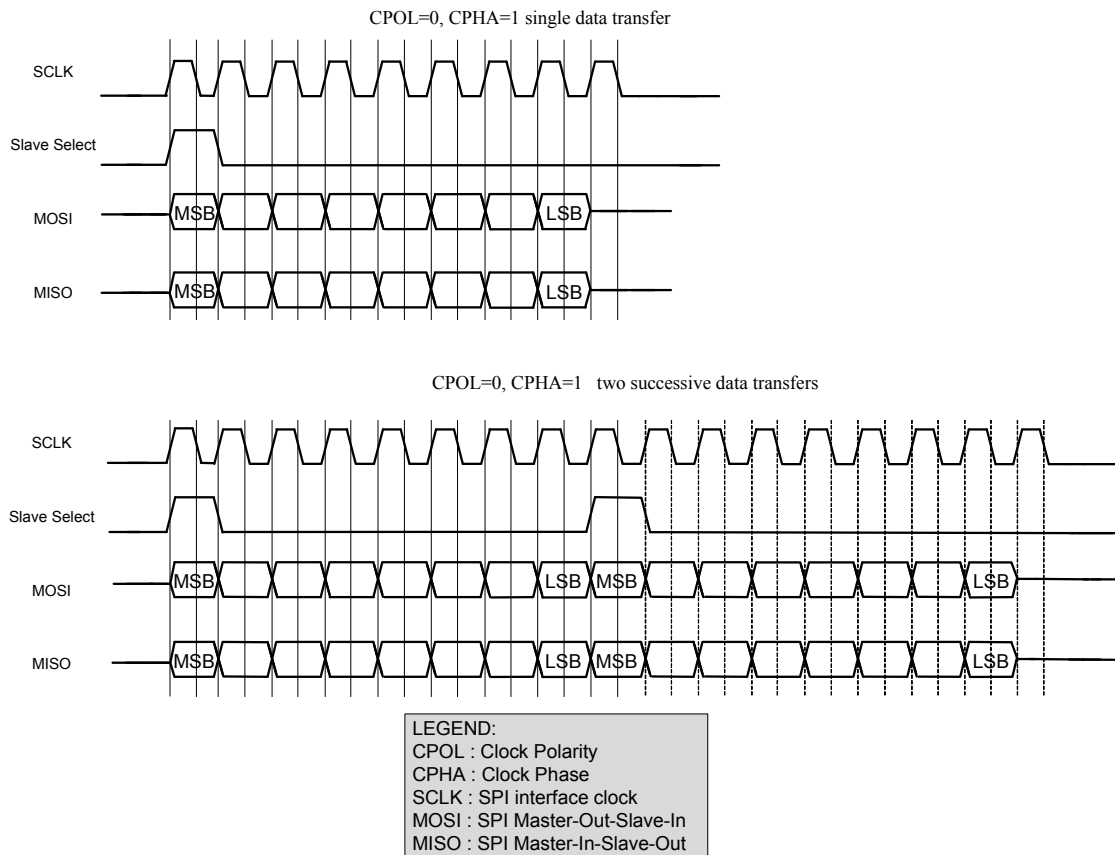 CPOL=0, CPHA=1 single data transfer
SCLK
Slave Select
MOSI
MSB
LSB
MISO
MSB
LSB
CPOL=0, CPHA=1 two successive data transfers
SCLK
Slave Select
MOSI
MSB
LSB
MSB
LSB
MISO
MSB
LSB
MSB
LSB
LEGEND:
CPOL : Clock Polarity
CPHA : Clock Phase
SCLK : SPI interface clock
MOSI : SPI Master-Out-Slave-In
MISO : SPI Master-In-Slave-Out